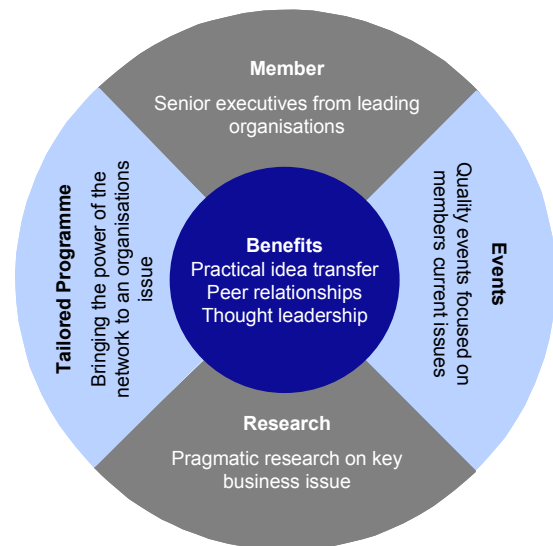 Member
Senior executives from leading
organisations
Tailored Programme
Bringing the power of the
network to an organisations
issue
Benefits
Practical idea transfer
Peer relationships
Thought leadership
Events
Quality events focused on
members current issues
Research
Pragmatic research on key
business issue